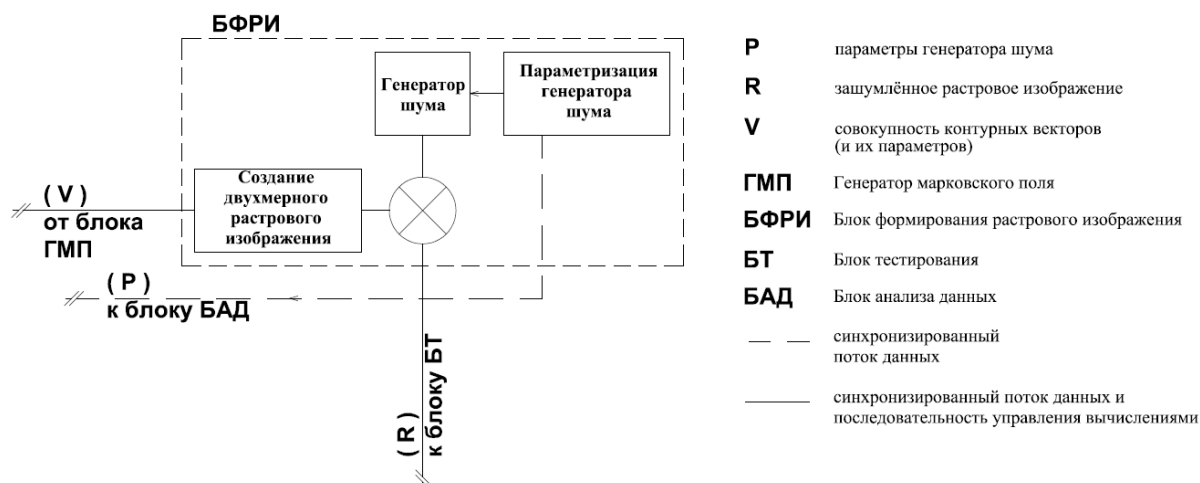 БФРИ
Генератор
шума
Параметризация
генератора
шума
Создание
двухмерного
растрового
изображения
( V )
от блока
ГМП
( P )
к блоку БАД
( R )
к блоку БТ
P параметры генератора шума
R зашумлённое растровое изображение
V совокупность контурных векторов
(и их параметров)
ГМП Генератор марковского поля
БФРИ Блок формирования растрового изображения
БТ Блок тестирования
БАД Блок анализа данных
синхронизированный
поток данных
синхронизированный поток данных и
последовательность управления вычислениями